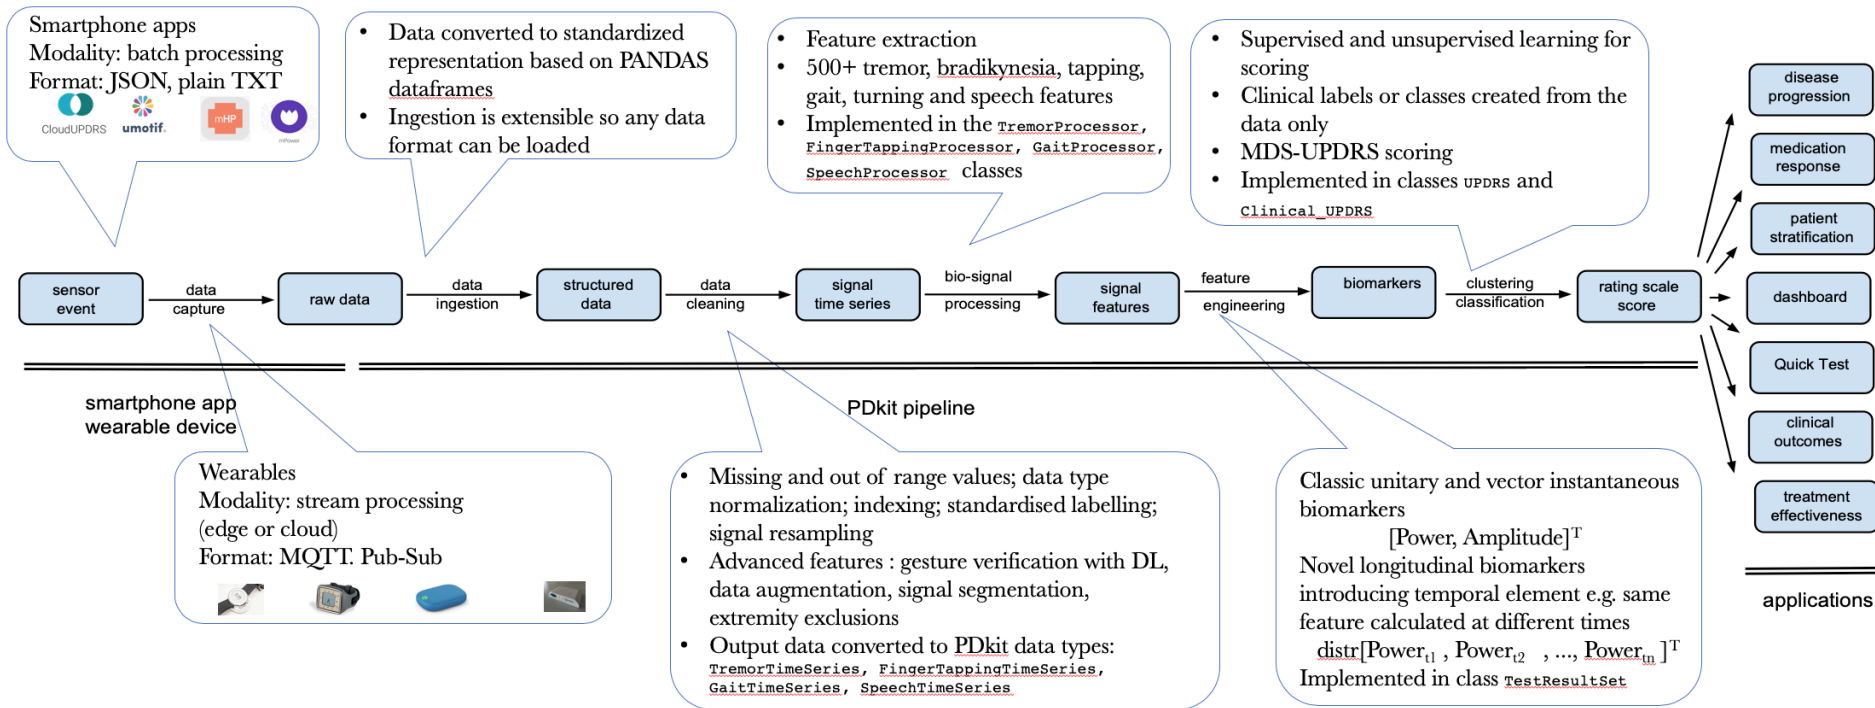 Smartphone apps
Modality: batch processing
Format: JSON, plain TXT
CloudUPDRS
umotif.
mHP
mPower
• Data converted to standardized
representation based on PANDAS
dataframes
• Ingestion is extensible so any data
format can be loaded
• Feature extraction
• 500+ tremor, bradikynesia, tapping,
gait, turning and speech features
• Implemented in the TremorProcessor,
FingerTappingProcessor, GaitProcessor,
SpeechProcessor classes
• Supervised and unsupervised learning for
scoring
• Clinical labels or classes created from the
data only
• MDS-UPDRS scoring
• Implemented in classes UPDRS and
Clinical_UPDRS
sensor
event
data
capture
raw data
data
ingestion
structured
data
data
cleaning
signal
time series
bio-signal
processing
signal
features
feature
engineering
biomarkers
clustering
classification
rating scale
score
disease
progression
medication
response
patient
stratification
dashboard
Quick Test
clinical
outcomes
treatment
effectiveness
smartphone app
wearable device
PDkit pipeline
applications
Wearables
Modality: stream processing
(edge or cloud)
Format: MQTT. Pub-Sub
• Missing and out of range values; data type
normalization; indexing; standardised labelling;
signal resampling
• Advanced features : gesture verification with DL,
data augmentation, signal segmentation,
extremity exclusions
• Output data converted to PDkit data types:
TremorTimeSeries, FingerTappingTimeSeries,
GaitTimeSeries, SpeechTimeSeries
Classic unitary and vector instantaneous
biomarkers
[Power, Amplitude]T
Novel longitudinal biomarkers
introducing temporal element e.g. same
feature calculated at different times
distr[Powert1 , Powert2 , ..., Powertn ]T
Implemented in class TestResultSet